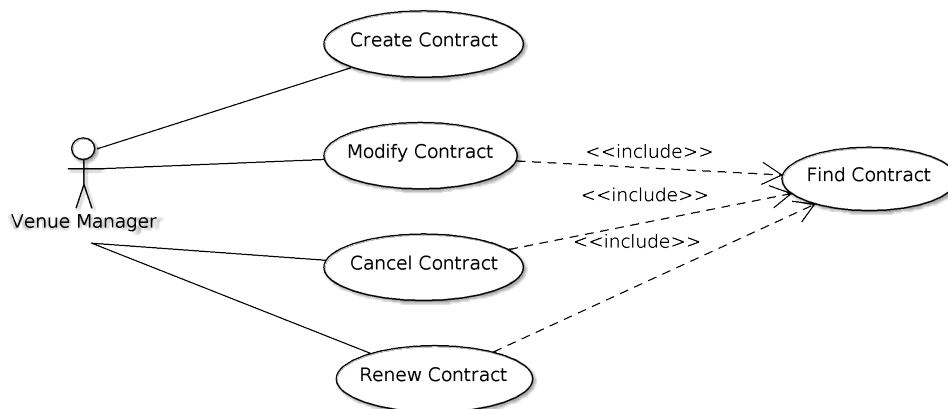 Create Contract
Modify Contract
<<include>>
Find Contract
<<include>>
Venue Manager
<<include>>
Cancel Contract
Renew Contract